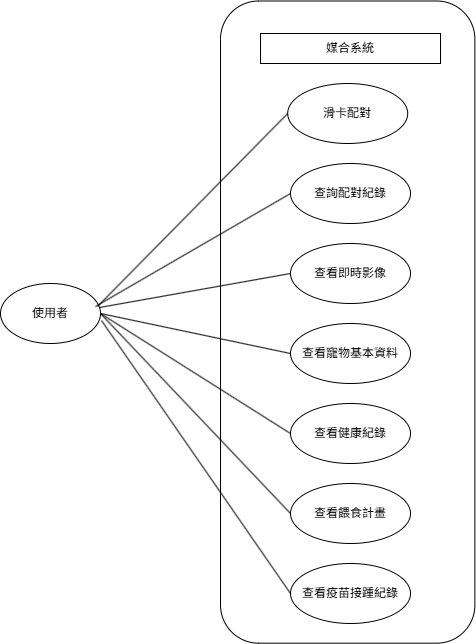 媒合系統
滑卡配對
查詢配對紀錄
查看即時影像
使用者
查看寵物基本資料
查看健康紀錄
查看餵食計畫
查看疫苗接踵紀錄